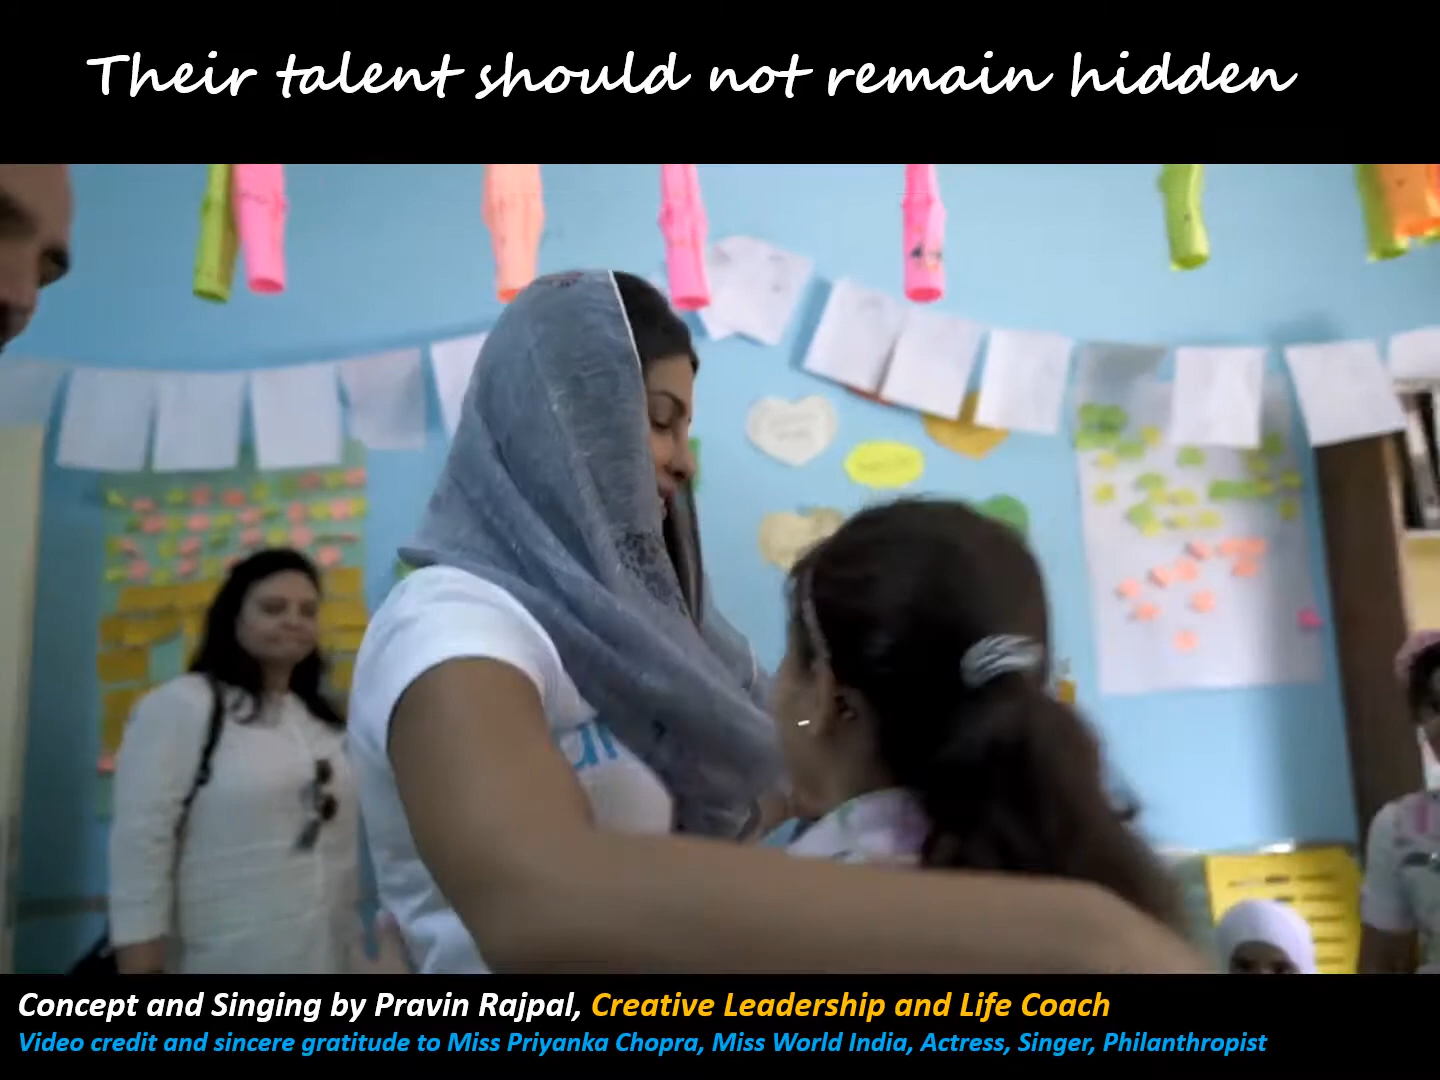 Their talent should not remain hidden
Concept and Singing by Pravin Rajpal, Creative Leadership and Life Coach
Video credit and sincere gratitude to Miss Priyanka Chopra, Miss World India, Actress, Singer, Philanthropist